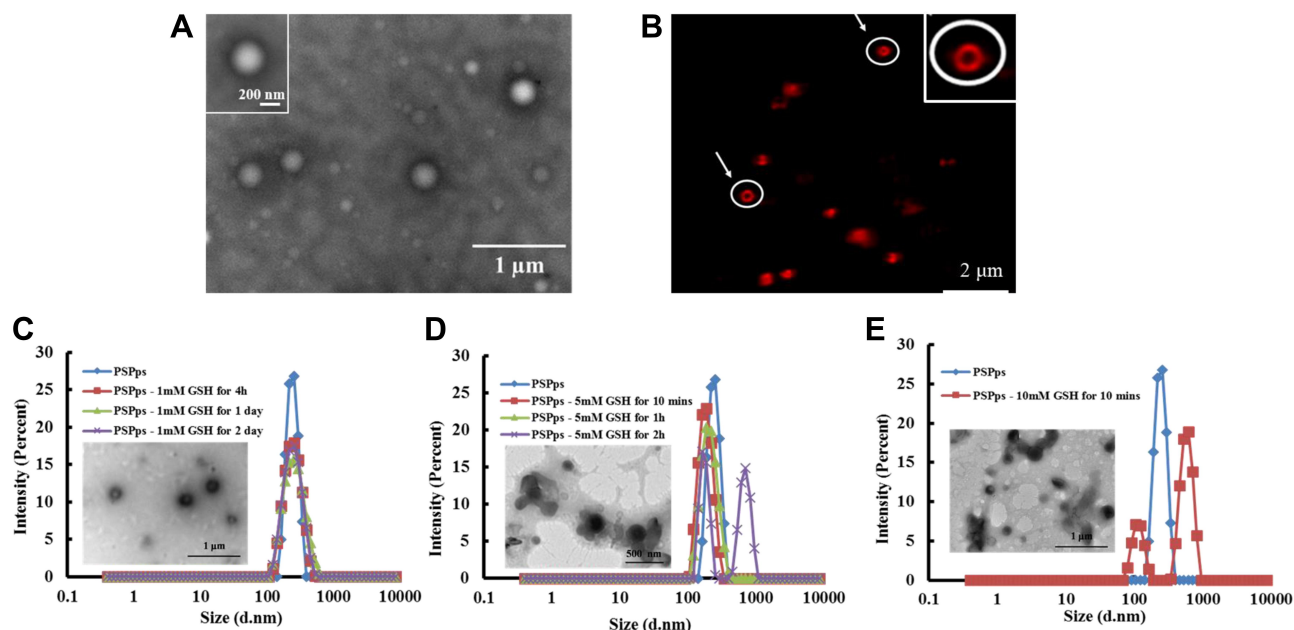 A
200 nm
1 μm
B
2 μm
C
30
25
20
15
10
5
0
Intensity (Percent)
PSPps
PSPps - 1mM GSH for 4h
PSPps - 1mM GSH for 1 day
PSPps - 1mM GSH for 2 day
1 μm
0.1
1
10
100
1000
10000
Size (d.nm)
D
30
25
20
15
10
5
0
Intensity (Percent)
PSPps
PSPps - 5mM GSH for 10 mins
PSPps - 5mM GSH for 1h
PSPps - 5mM GSH for 2h
500 nm
0.1
1
10
100
1000
10000
Size (d.nm)
E
30
25
20
15
10
5
0
Intensity (Percent)
PSPps
PSPps - 10mM GSH for 10 mins
1 μm
0.1
1
10
100
1000
10000
Size (d.nm)